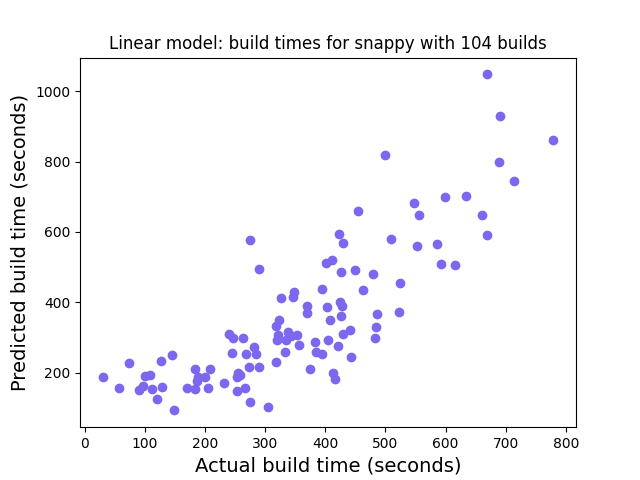 Linear model: build times for snappy with 104 builds
Predicted build time (seconds)
1000
800
600
400
200
0 100 200 300 400 500 600 700 800
Actual build time (seconds)